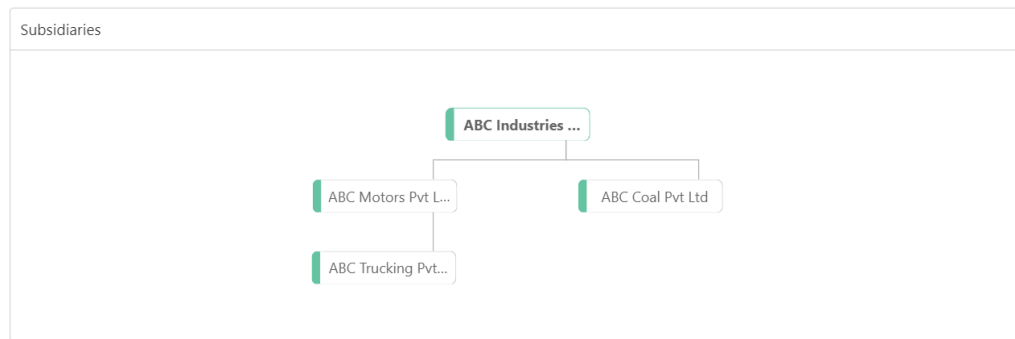 Subsidiaries
ABC Industries ...
ABC Motors Pvt L...
ABC Coal Pvt Ltd
ABC Trucking Pvt...